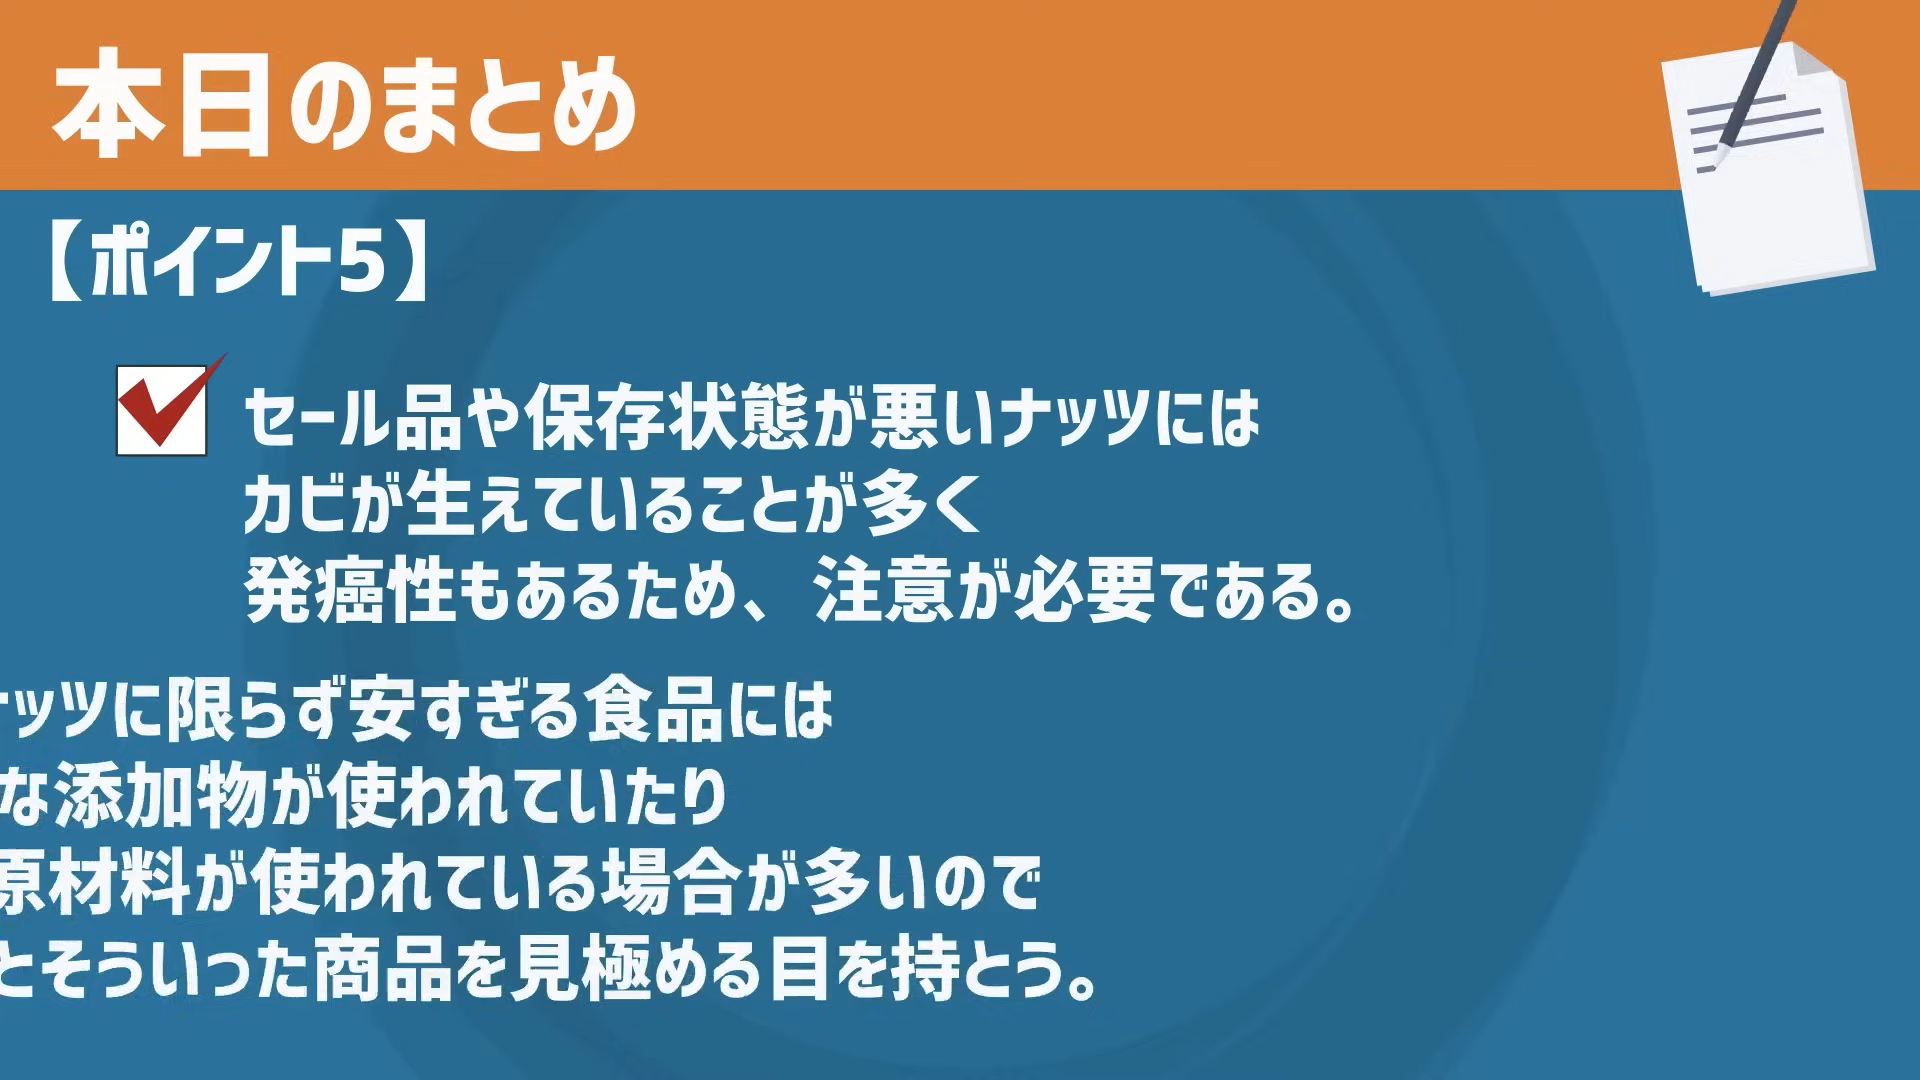 本日のまとめ
【ポイント5】
セール品や保存状態が悪いナッツには
カビが生えていることが多く
発癌性もあるため、注意が必要である。
ナッツに限らず安すぎる食品には
な添加物が使われていたり
原材料が使われている場合が多いので
とそういった商品を見極める目を持とう。